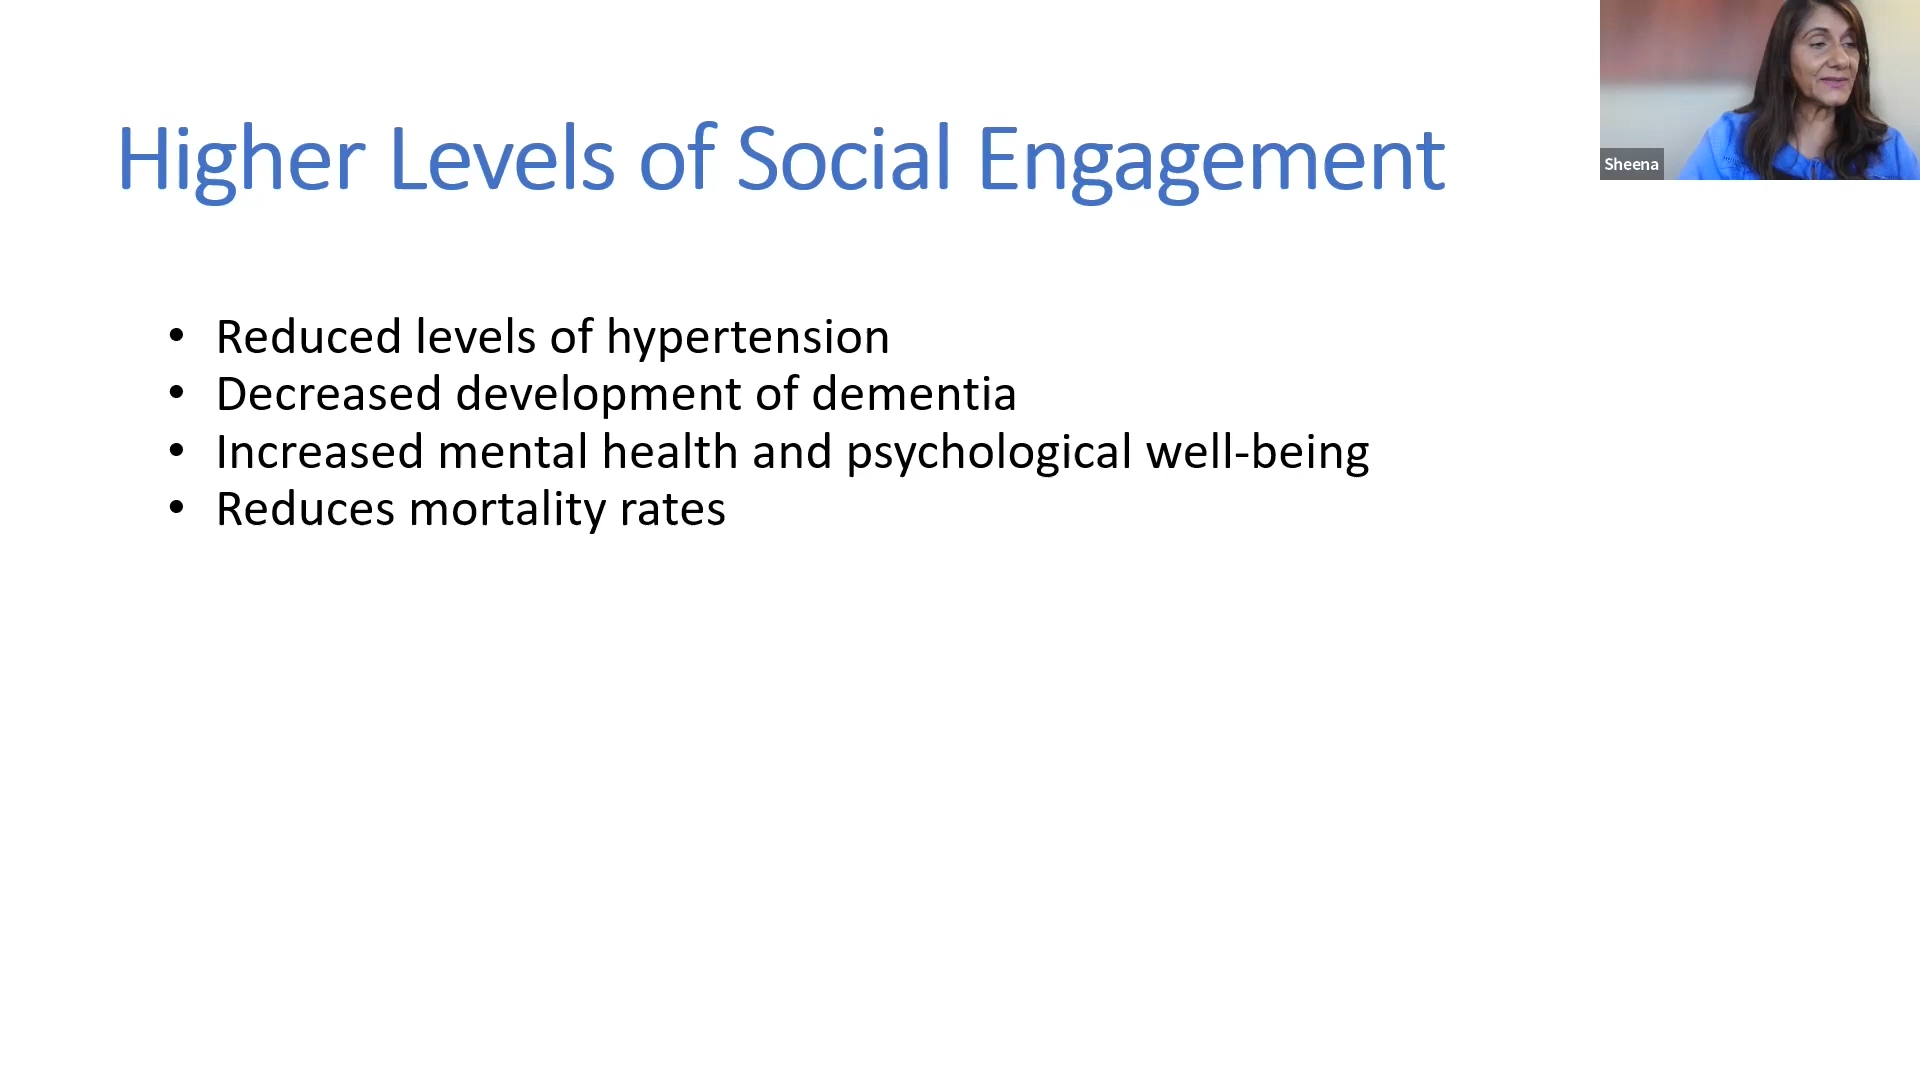 Higher Levels of Social Engagement
Sheena
• Reduced levels of hypertension
• Decreased development of dementia
• Increased mental health and psychological well-being
• Reduces mortality rates